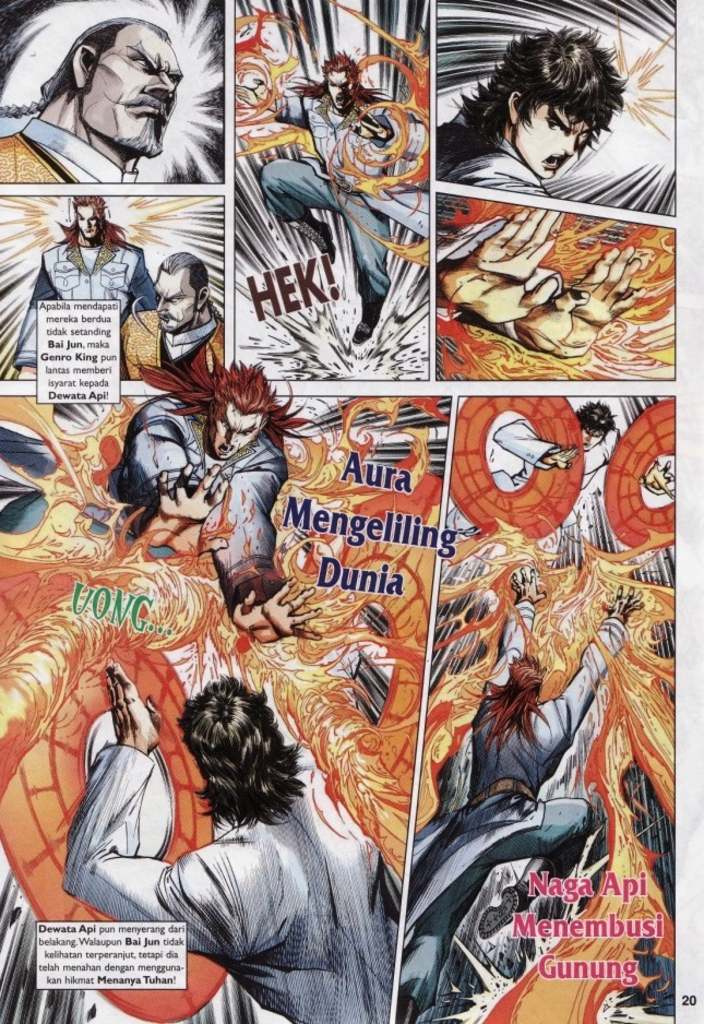 HEK!
Apabila mendapati
mereka berdua
tidak setanding
Bai Jun, maka
Genro King pun
lantas memberi
isyarat kepada
Dewata Api!
Aura
Mengeliling
Dunia
UONG...
Dewata Api pun menyerang dari
belakang. Walaupun Bai Jun tidak
kelihatan terperanjat, tetapi dia
telah menahan dengan mengguna-
kan hikmat Menanya Tuhan!
Naga Api
Menembusi
Gunung
20